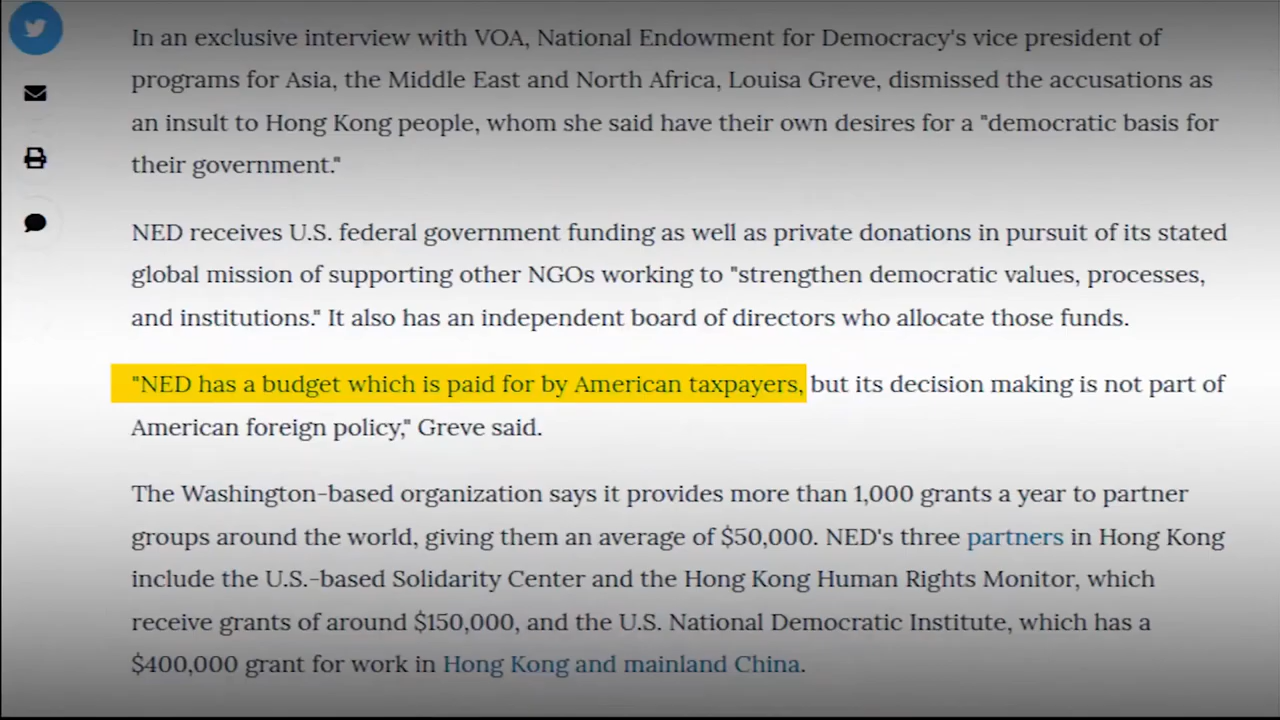 In an exclusive interview with VOA, National Endowment for Democracy's vice president of
programs for Asia, the Middle East and North Africa, Louisa Greve, dismissed the accusations as
an insult to Hong Kong people, whom she said have their own desires for a "democratic basis for
their government."
NED receives U.S. federal government funding as well as private donations in pursuit of its stated
global mission of supporting other NGOs working to "strengthen democratic values, processes,
and institutions." It also has an independent board of directors who allocate those funds.
"NED has a budget which is paid for by American taxpayers, but its decision making is not part of
American foreign policy," Greve said.
The Washington-based organization says it provides more than 1,000 grants a year to partner
groups around the world, giving them an average of $50,000. NED's three partners in Hong Kong
include the U.S.-based Solidarity Center and the Hong Kong Human Rights Monitor, which
receive grants of around $150,000, and the U.S. National Democratic Institute, which has a
$400,000 grant for work in Hong Kong and mainland China.